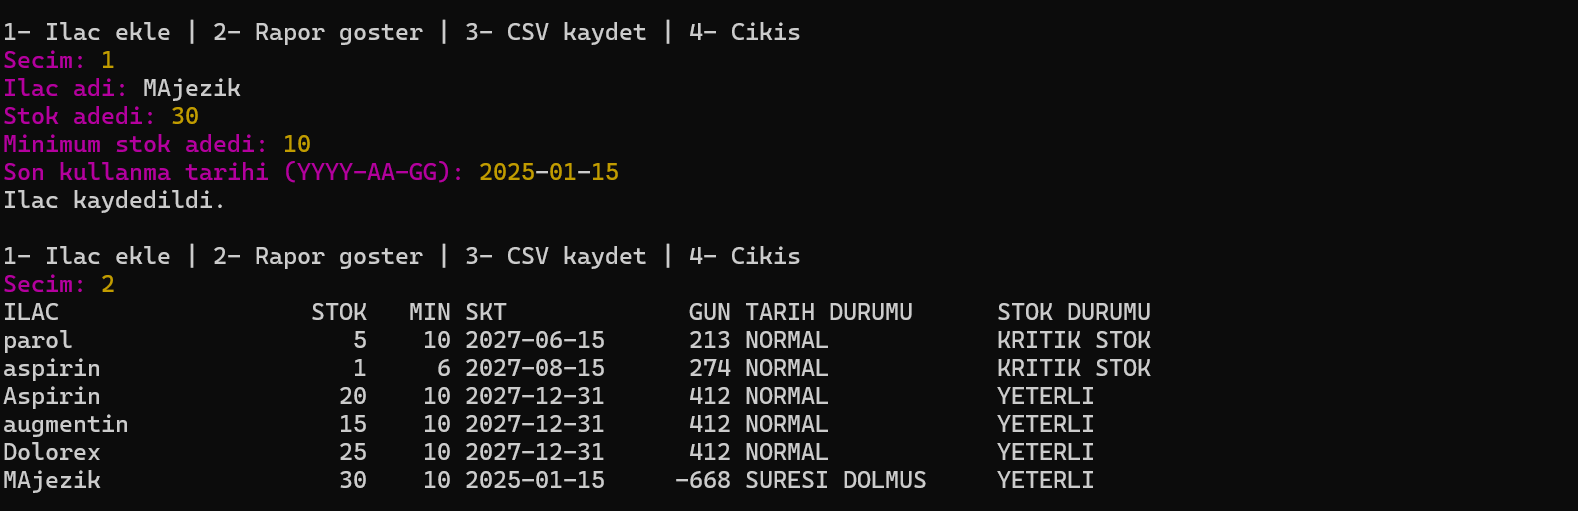 1- Ilac ekle | 2- Rapor goster | 3- CSV kaydet | 4- Cikis
Secim: 1
Ilac adi: MAjezik
Stok adedi: 30
Minimum stok adedi: 10
Son kullanma tarihi (YYYY-AA-GG): 2025-01-15
Ilac kaydedildi.

1- Ilac ekle | 2- Rapor goster | 3- CSV kaydet | 4- Cikis
Secim: 2
ILAC                  STOK   MIN SKT             GUN TARIH DURUMU      STOK DURUMU
parol                    5    10 2027-06-15      213 NORMAL            KRITIK STOK
aspirin                  1     6 2027-08-15      274 NORMAL            KRITIK STOK
Aspirin                 20    10 2027-12-31      412 NORMAL            YETERLI
augmentin               15    10 2027-12-31      412 NORMAL            YETERLI
Dolorex                 25    10 2027-12-31      412 NORMAL            YETERLI
MAjezik                 30    10 2025-01-15     -668 SURESI DOLMUS     YETERLI